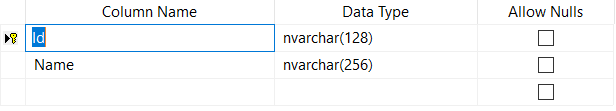 Column Name Data Type Allow Nulls
Id nvarchar(128)
Name nvarchar(256)